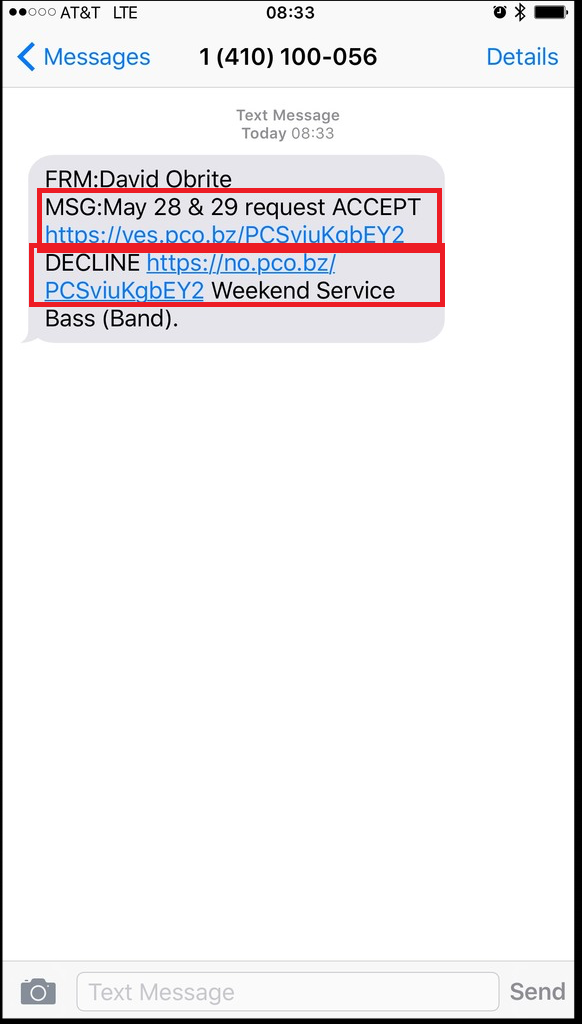 AT&T LTE 08:33
Messages 1 (410) 100-056 Details
Text Message
Today 08:33
FRM:David Obrite
MSG:May 28 & 29 request ACCEPT
https://yes.pco.bz/PCSviuKgbEY2
DECLINE https://no.pco.bz/
PCSviuKgbEY2 Weekend Service
Bass (Band).
Text Message Send